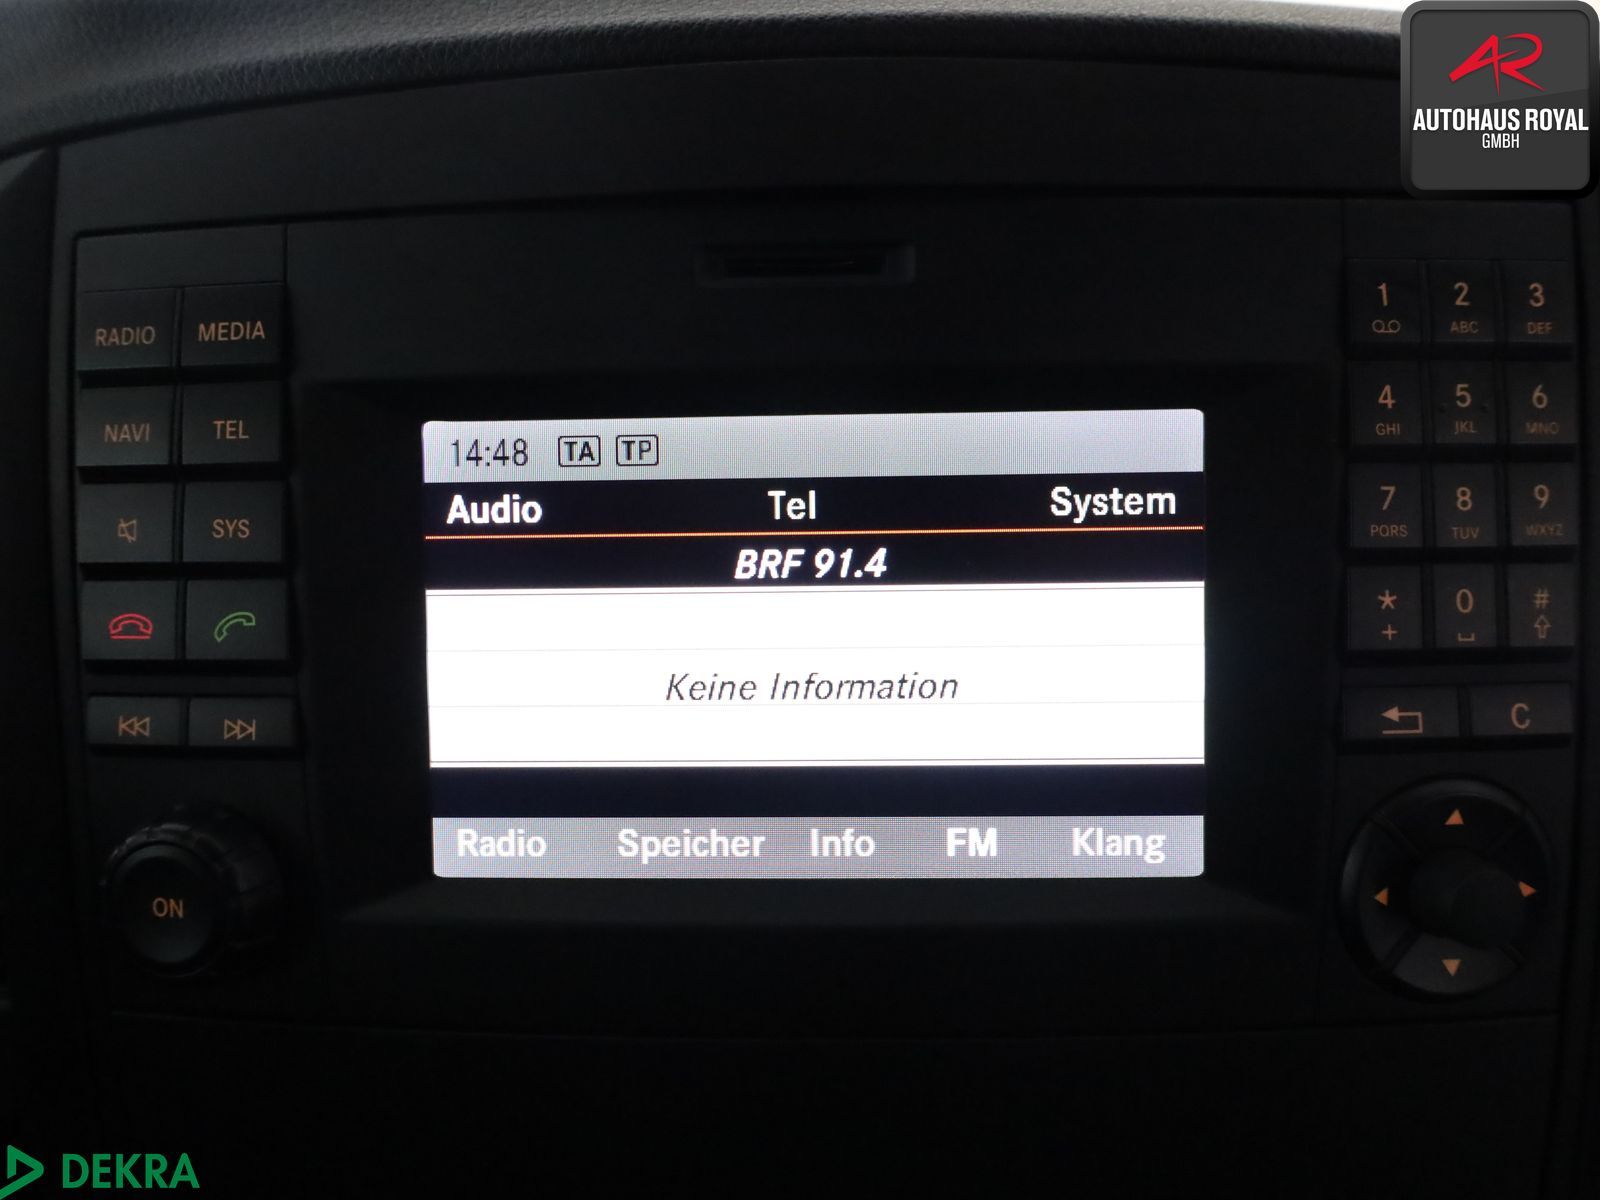 AUTOHAUS ROYAL
GMBH
RADIO MEDIA
NAVI TEL
SYS
ON
14:48 TA TP
Audio Tel System
BRF 91.4
Keine Information
Radio Speicher Info FM Klang
1 2 3
ABC DEF
4 5 6
GHI JKL MNO
7 8 9
PQRS TUV WXYZ
* 0 #
+
C
DEKRA